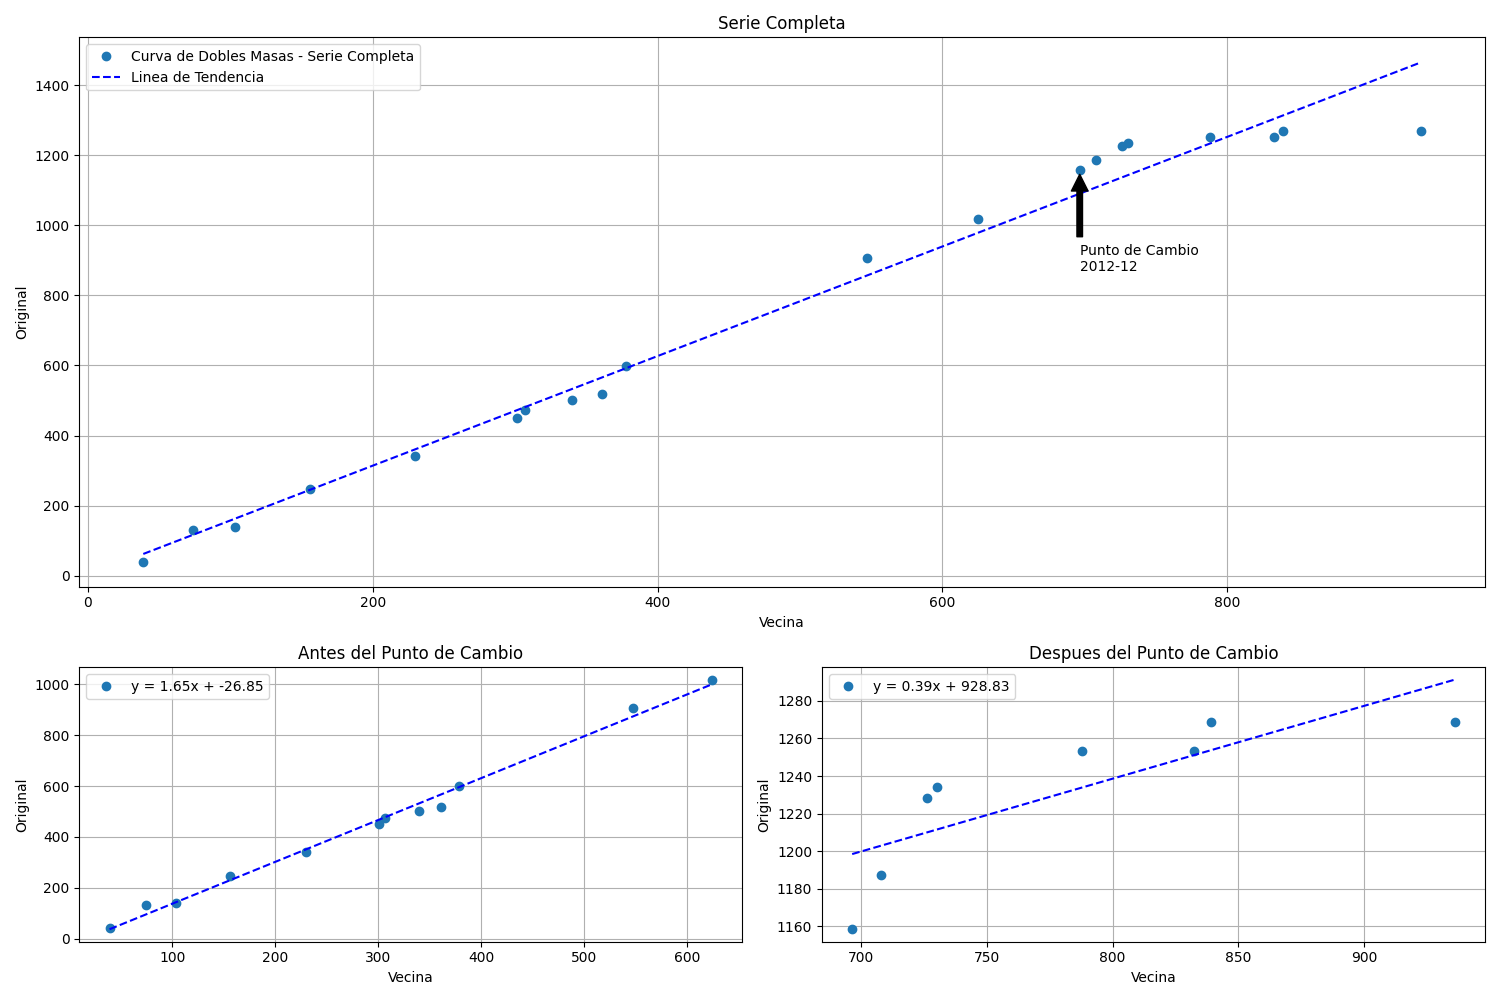 Serie Completa
Curva de Dobles Masas - Serie Completa
Linea de Tendencia
1400
1200
1000
800
600
400
200
0
Original
Punto de Cambio
2012-12
0 200 400 600 800
Vecina
Antes del Punto de Cambio
y = 1.65x + -26.85
1000
800
600
400
200
0
Original
100 200 300 400 500 600
Vecina
Despues del Punto de Cambio
y = 0.39x + 928.83
1280
1260
1240
1220
1200
1180
1160
Original
700 750 800 850 900
Vecina